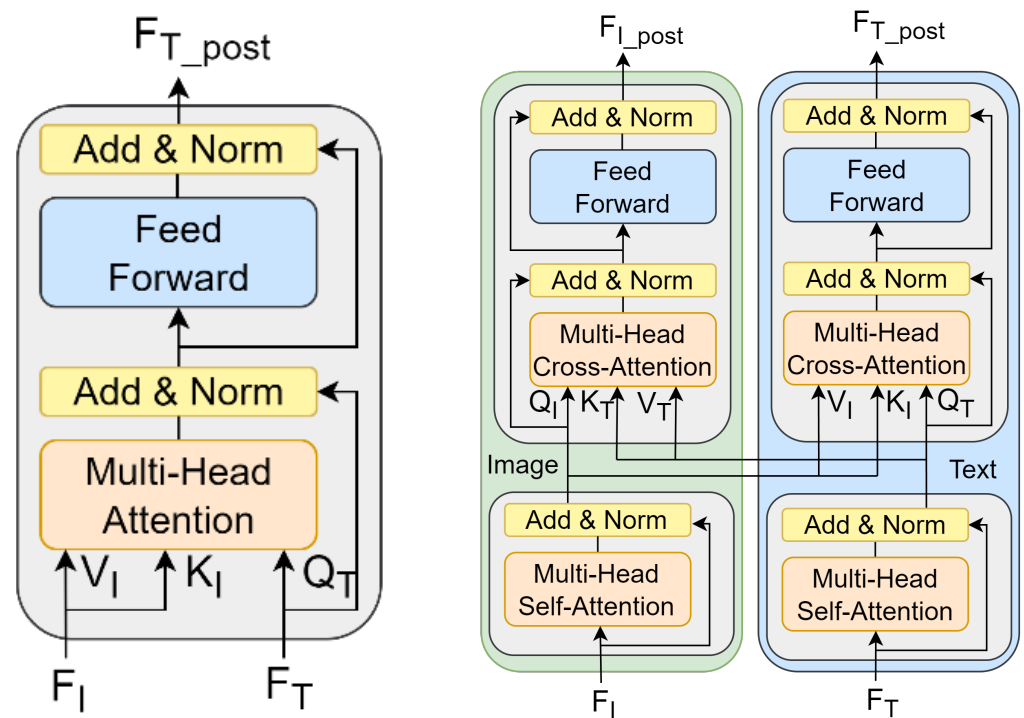 F_T_post
Add & Norm
Feed
Forward
Add & Norm
Multi-Head
Attention
V_I
K_I
Q_T
F_I
F_T
F_I_post
Add & Norm
Feed
Forward
Add & Norm
Multi-Head
Cross-Attention
Q_I
K_T
V_T
Image
Add & Norm
Multi-Head
Self-Attention
F_I
F_T_post
Add & Norm
Feed
Forward
Add & Norm
Multi-Head
Cross-Attention
V_I
K_I
Q_T
Text
Add & Norm
Multi-Head
Self-Attention
F_T